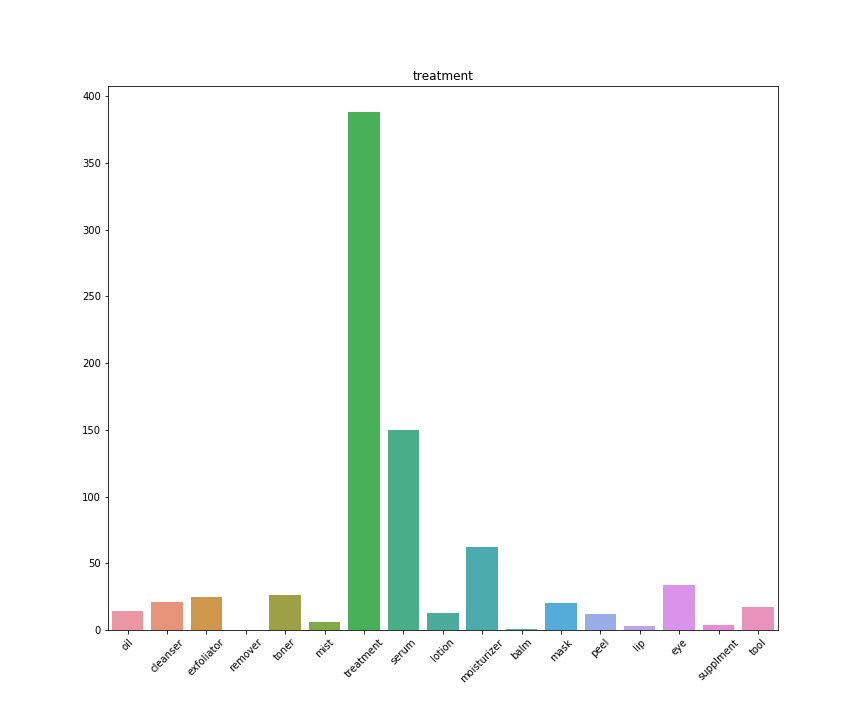 treatment
400
350
300
250
200
150
100
50
0
oil
cleanser
exfoliator
remover
toner
mist
treatment
serum
lotion
moisturizer
balm
mask
peel
lip
eye
supplment
tool